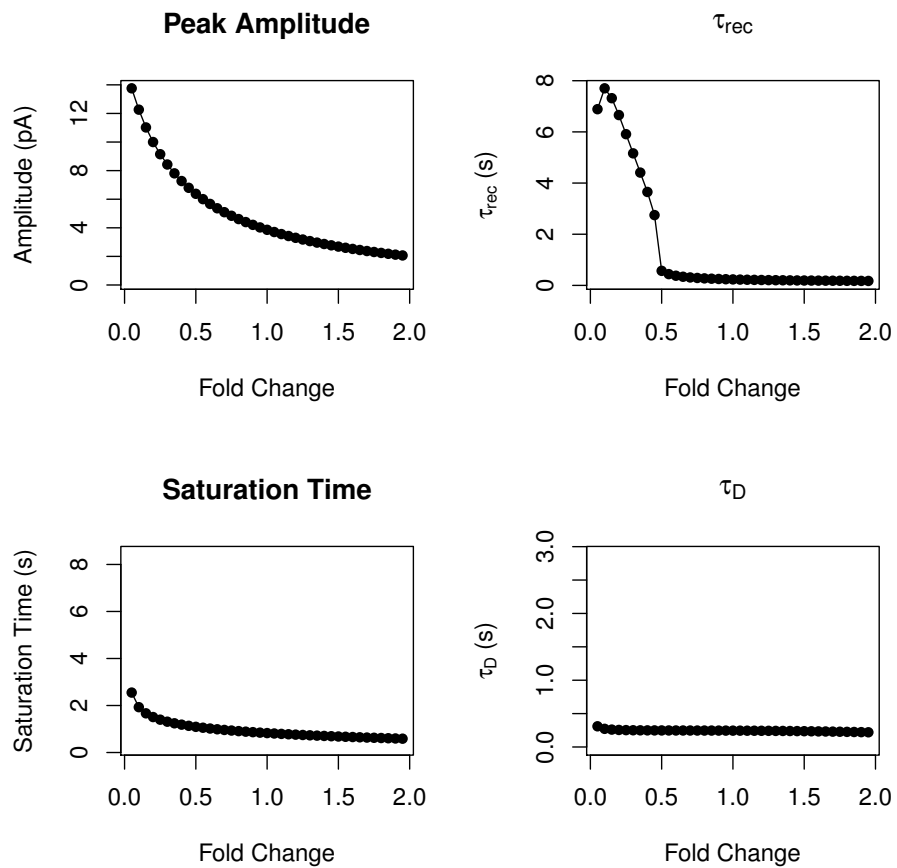 Peak Amplitude
Amplitude (pA)
0 4 8 12
0.0 0.5 1.0 1.5 2.0
Fold Change
τrec
τrec (s)
0 2 4 6 8
0.0 0.5 1.0 1.5 2.0
Fold Change
Saturation Time
Saturation Time (s)
0 2 4 6 8
0.0 0.5 1.0 1.5 2.0
Fold Change
τD
τD (s)
0.0 1.0 2.0 3.0
0.0 0.5 1.0 1.5 2.0
Fold Change